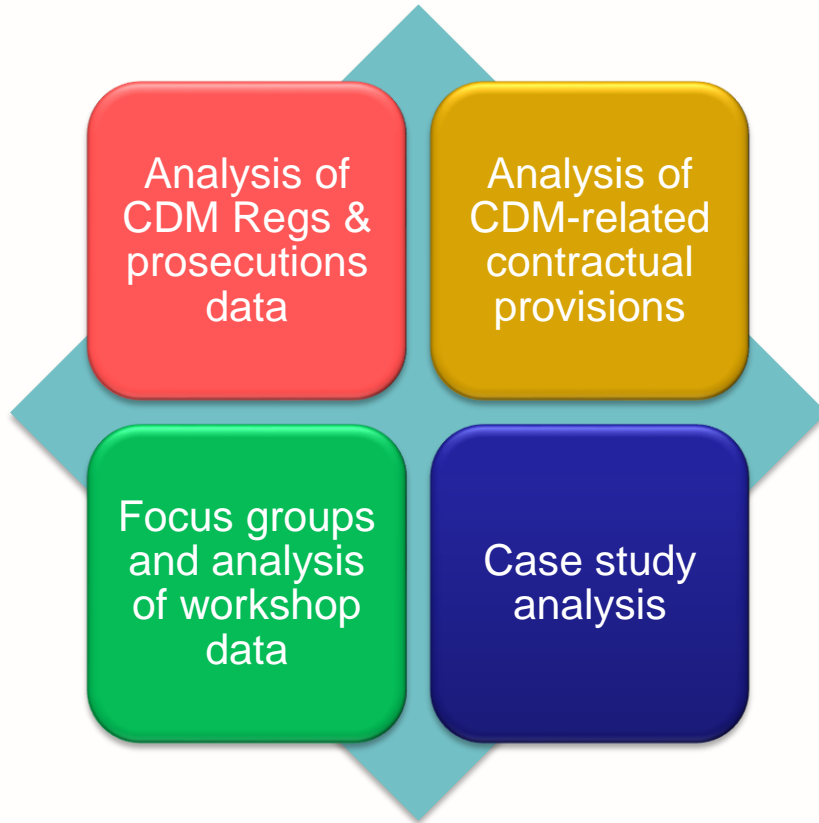 Analysis of
CDM Regs &
prosecutions
data
Analysis of
CDM-related
contractual
provisions
Focus groups
and analysis
of workshop
data
Case study
analysis